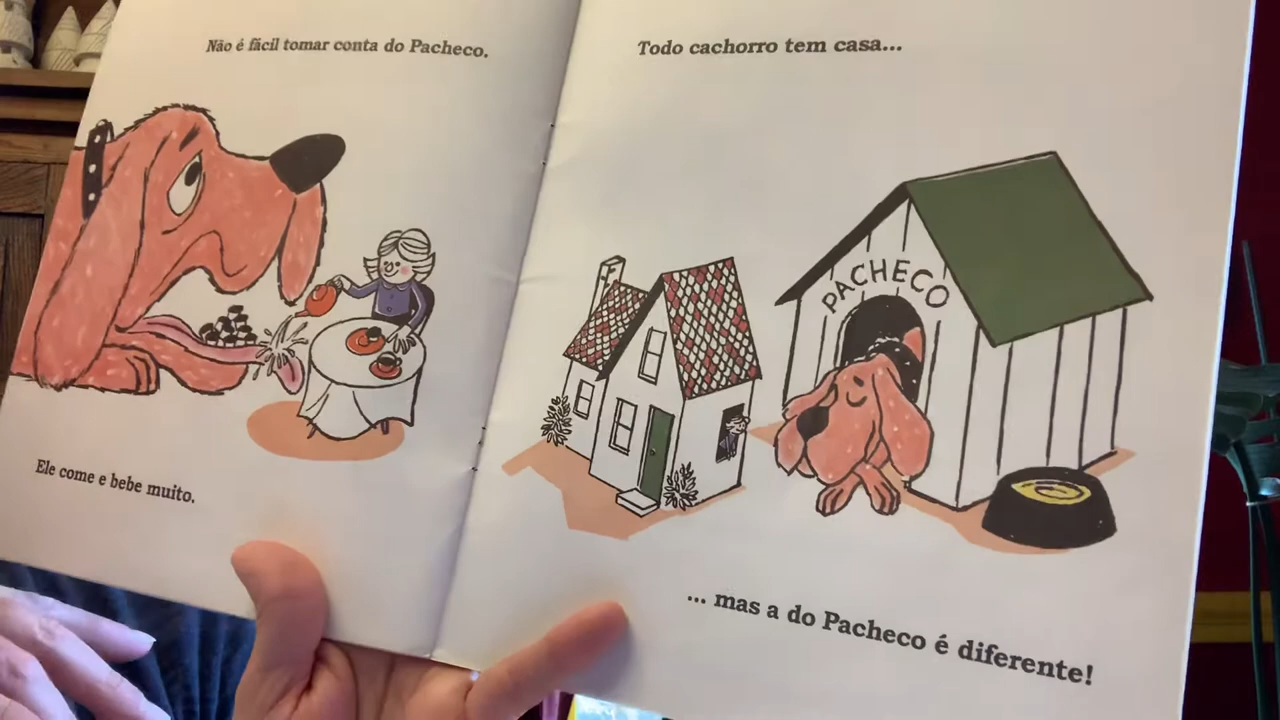 Não é fácil tomar conta do Pacheco.
Ele come e bebe muito.
Todo cachorro tem casa...
PACHECO
... mas a do Pacheco é diferente!